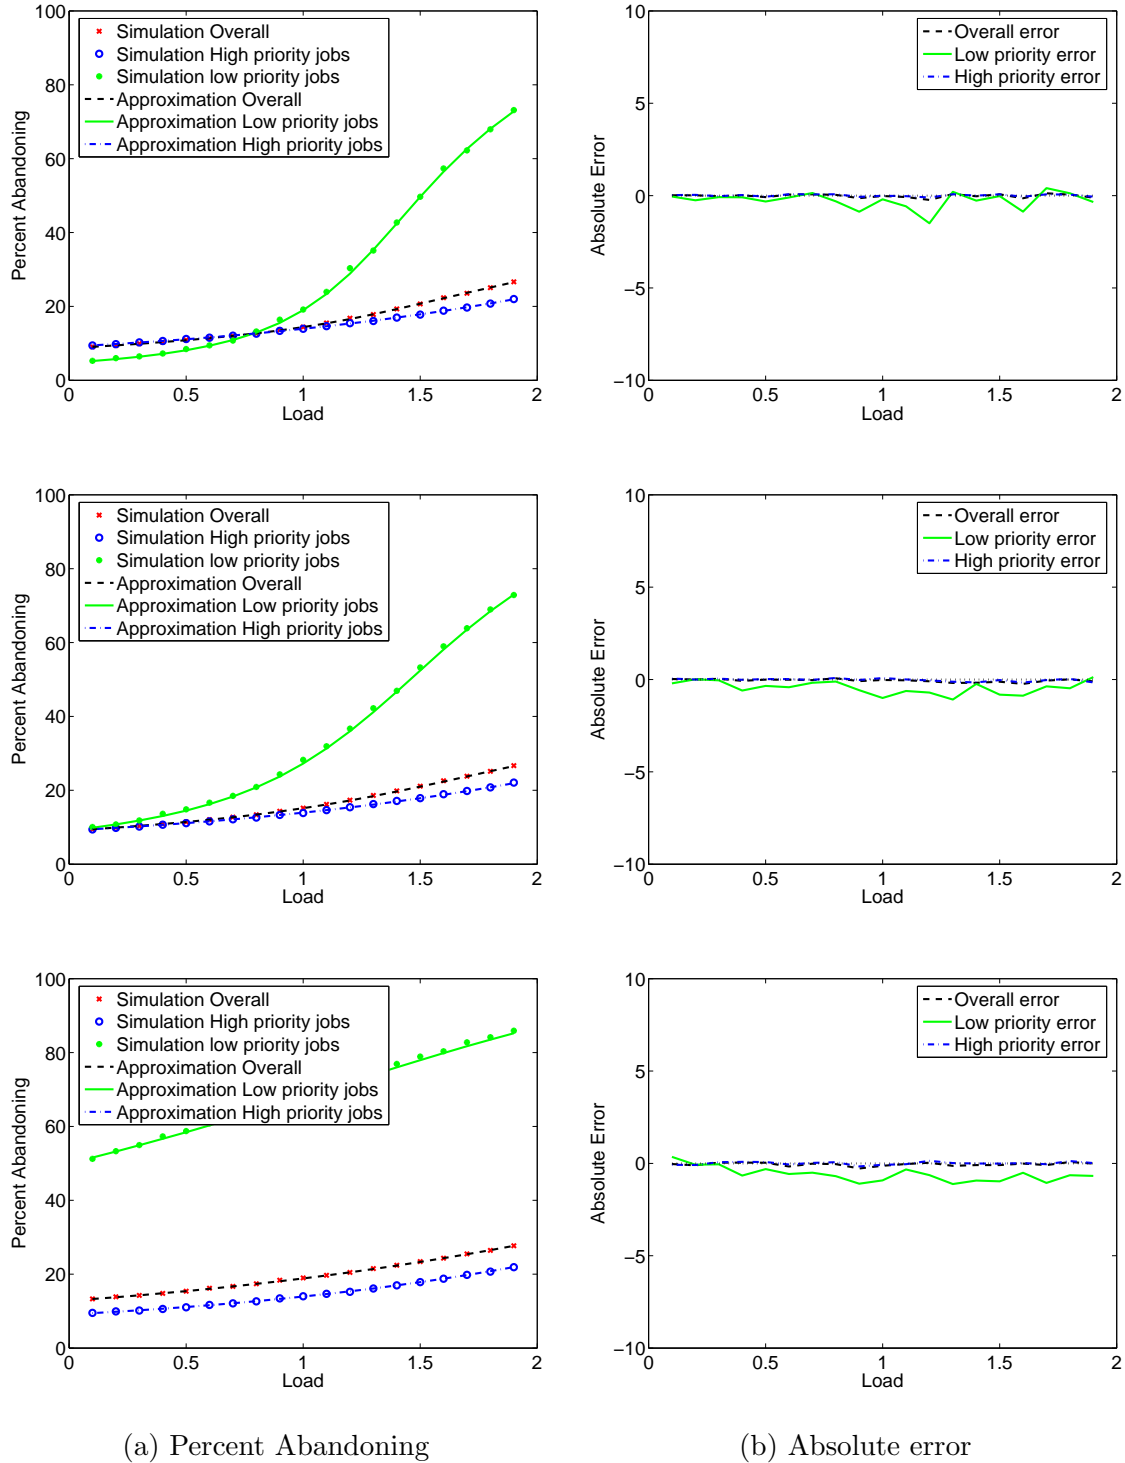 100
80
60
40
20
0
Percent Abandoning
Simulation Overall
Simulation High priority jobs
Simulation low priority jobs
Approximation Overall
Approximation Low priority jobs
Approximation High priority jobs
0 0.5 1 1.5 2
Load
10
5
0
−5
−10
Absolute Error
Overall error
Low priority error
High priority error
0 0.5 1 1.5 2
Load
100
80
60
40
20
0
Percent Abandoning
Simulation Overall
Simulation High priority jobs
Simulation low priority jobs
Approximation Overall
Approximation Low priority jobs
Approximation High priority jobs
0 0.5 1 1.5 2
Load
10
5
0
−5
−10
Absolute Error
Overall error
Low priority error
High priority error
0 0.5 1 1.5 2
Load
100
80
60
40
20
0
Percent Abandoning
Simulation Overall
Simulation High priority jobs
Simulation low priority jobs
Approximation Overall
Approximation Low priority jobs
Approximation High priority jobs
0 0.5 1 1.5 2
Load
10
5
0
−5
−10
Absolute Error
Overall error
Low priority error
High priority error
0 0.5 1 1.5 2
Load
(a) Percent Abandoning
(b) Absolute error